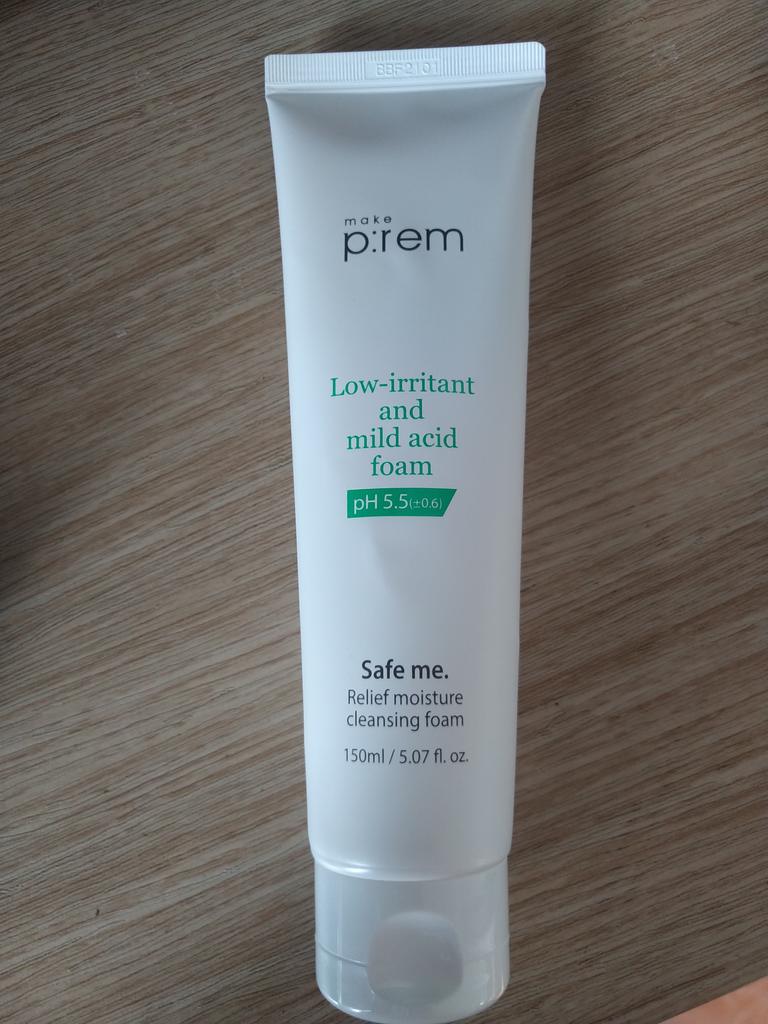 BBF2101
make
p:rem
Low-irritant
and
mild acid
foam
pH 5.5(±0.6)
Safe me.
Relief moisture
cleansing foam
150ml / 5.07 fl. oz.